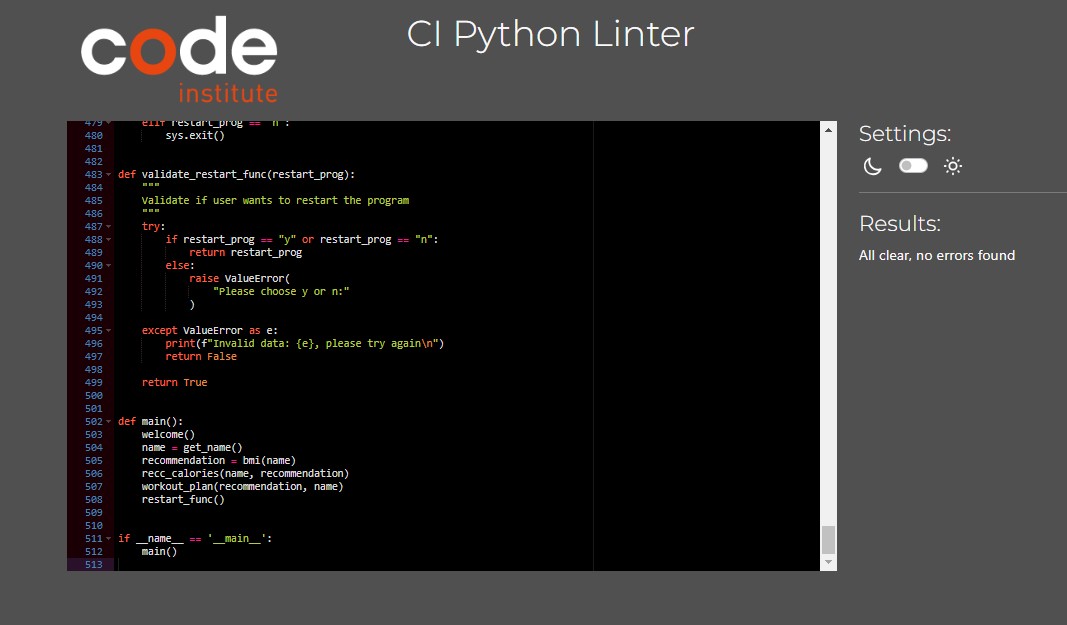 code
institute
CI Python Linter
479 elif restart_prog == "n":
480 sys.exit()
481
482
483 def validate_restart_func(restart_prog):
484 """
485 Validate if user wants to restart the program
486 """
487 try:
488 if restart_prog == "y" or restart_prog == "n":
489 return restart_prog
490 else:
491 raise ValueError(
492 "Please choose y or n:"
493 )
494
495 except ValueError as e:
496 print(f"Invalid data: {e}, please try again\n")
497 return False
498
499 return True
500
501
502 def main():
503 welcome()
504 name = get_name()
505 recommendation = bmi(name)
506 recc_calories(name, recommendation)
507 workout_plan(recommendation, name)
508 restart_func()
509
510
511 if __name__ == '__main__':
512 main()
513
Settings:
Results:
All clear, no errors found